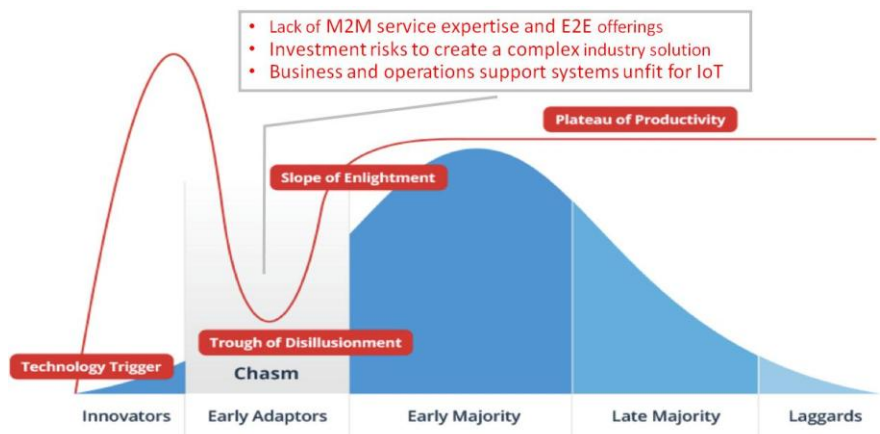 • Lack of M2M service expertise and E2E offerings
• Investment risks to create a complex industry solution
• Business and operations support systems unfit for IoT
Plateau of Productivity
Slope of Enlightment
Trough of Disillusionment
Technology Trigger
Chasm
Innovators
Early Adaptors
Early Majority
Late Majority
Laggards